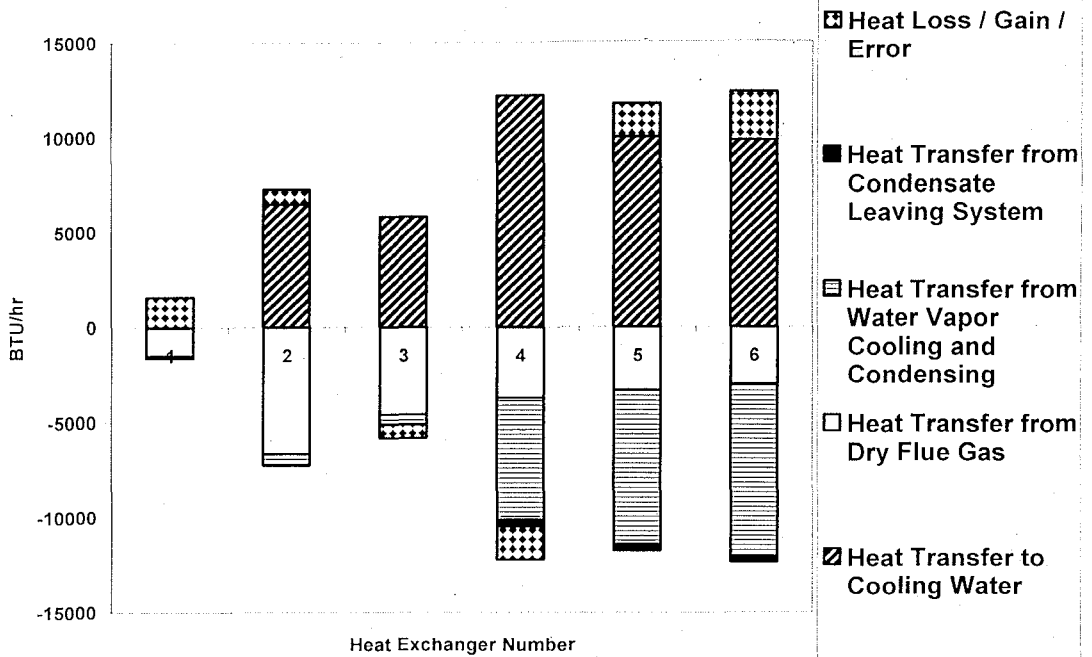 15000
10000
5000
0
-5000
-10000
-15000
BTU/hr
1
2
3
4
5
6
Heat Exchanger Number
Heat Loss / Gain /
Error
Heat Transfer from
Condensate
Leaving System
Heat Transfer from
Water Vapor
Cooling and
Condensing
Heat Transfer from
Dry Flue Gas
Heat Transfer to
Cooling Water